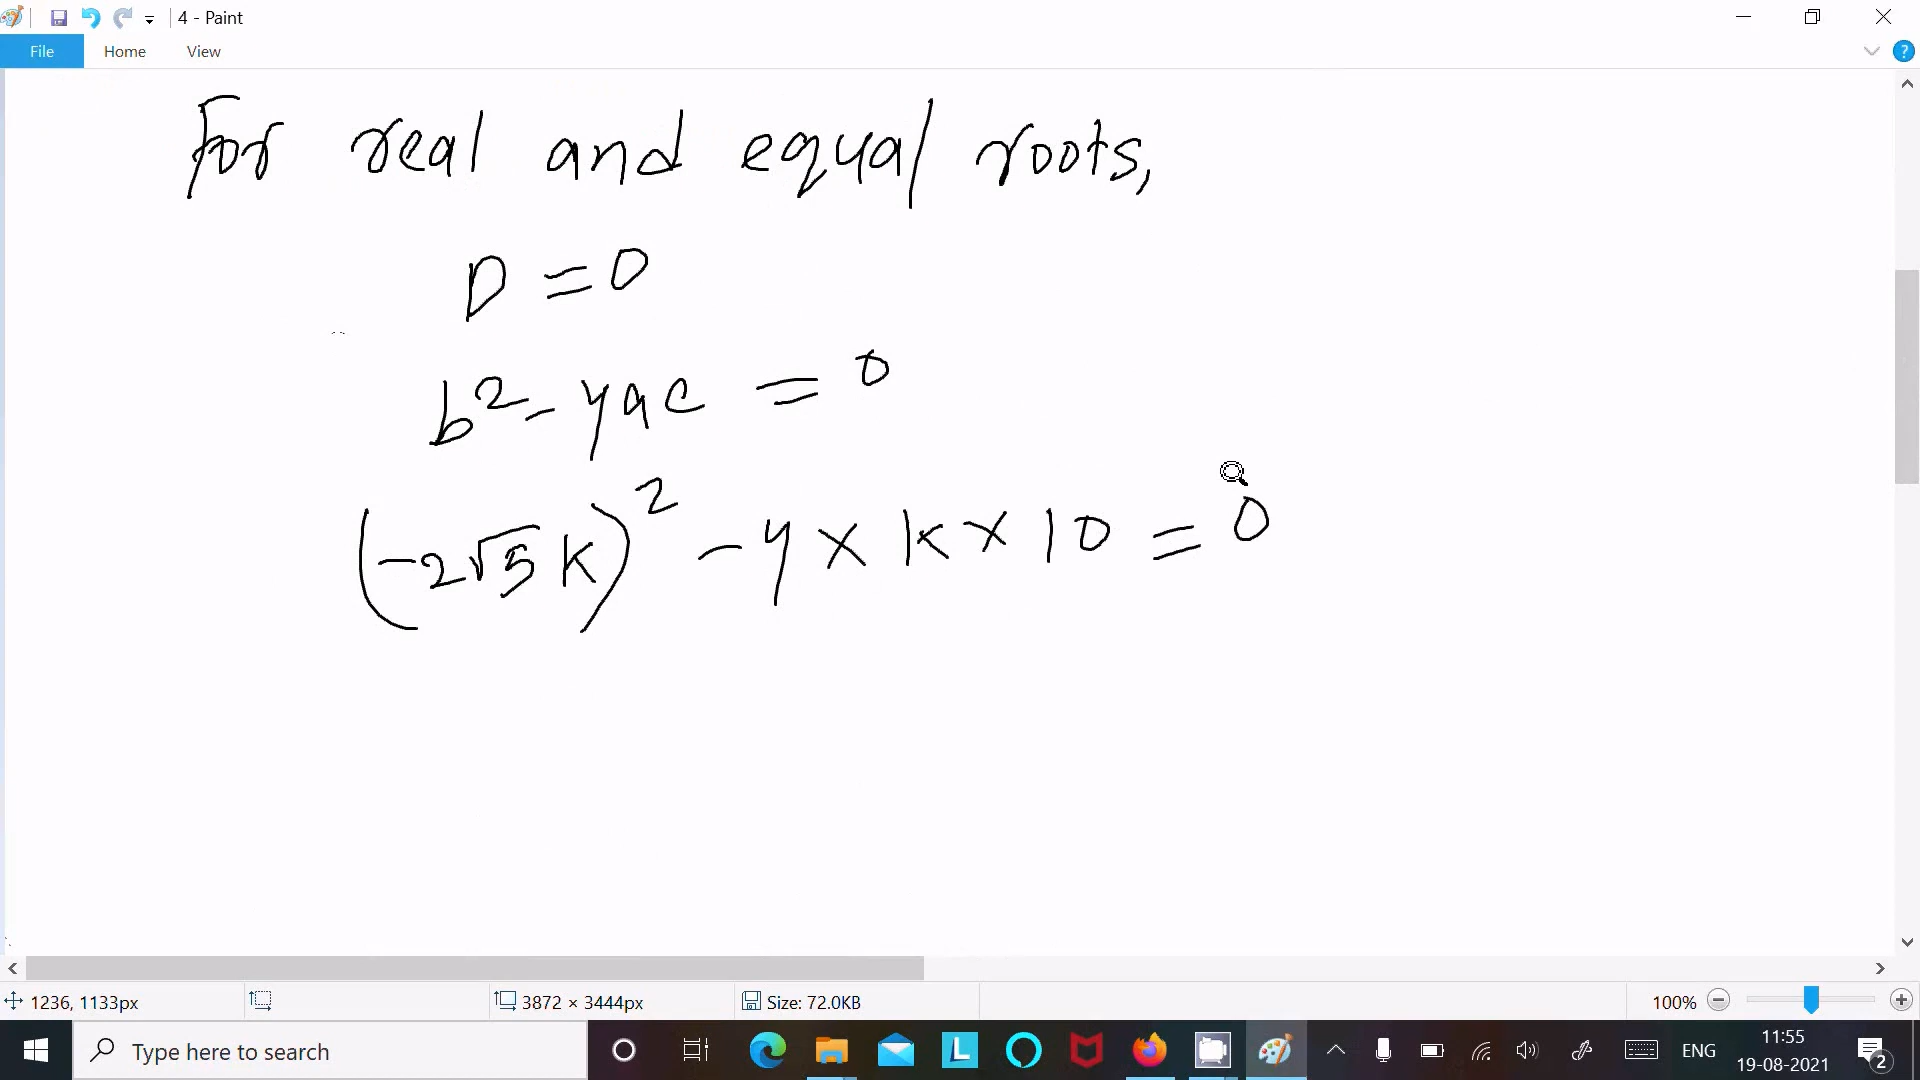 4 - Paint
File Home View
For real and equal roots,
D = 0
b² - 4ac = 0
(-2√5 K)² - 4 × K × 10 = 0
1236, 1133px 3872 × 3444px Size: 72.0KB 100%
Type here to search
L
ENG
11:55
19-08-2021
2